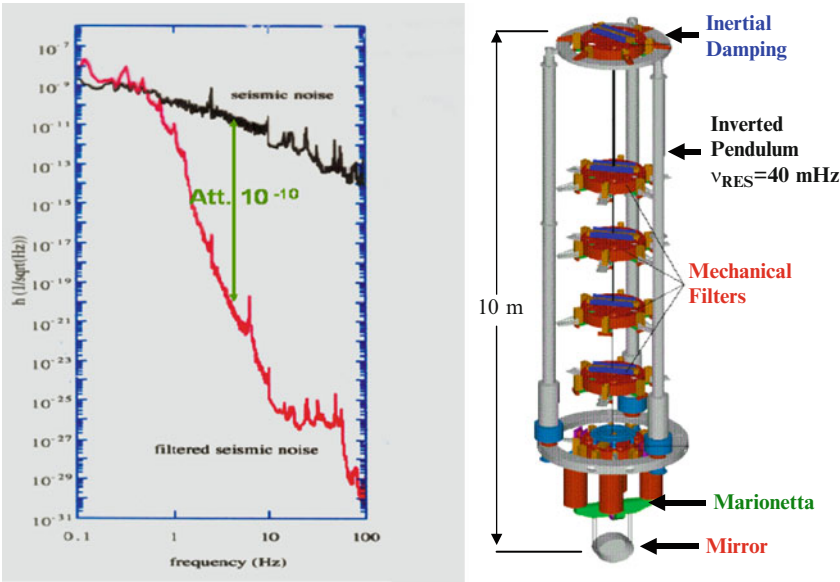 10⁻⁷
10⁻⁹
10⁻¹¹
10⁻¹³
10⁻¹⁵
10⁻¹⁷
10⁻¹⁹
10⁻²¹
10⁻²³
10⁻²⁵
10⁻²⁷
10⁻²⁹
10⁻³¹
h (1/sqrt(Hz))
seismic noise
Att. 10⁻¹⁰
filtered seismic noise
0.1 1 10 100
frequency (Hz)
10 m
Inertial
Damping
Inverted
Pendulum
νRES=40 mHz
Mechanical
Filters
Marionetta
Mirror